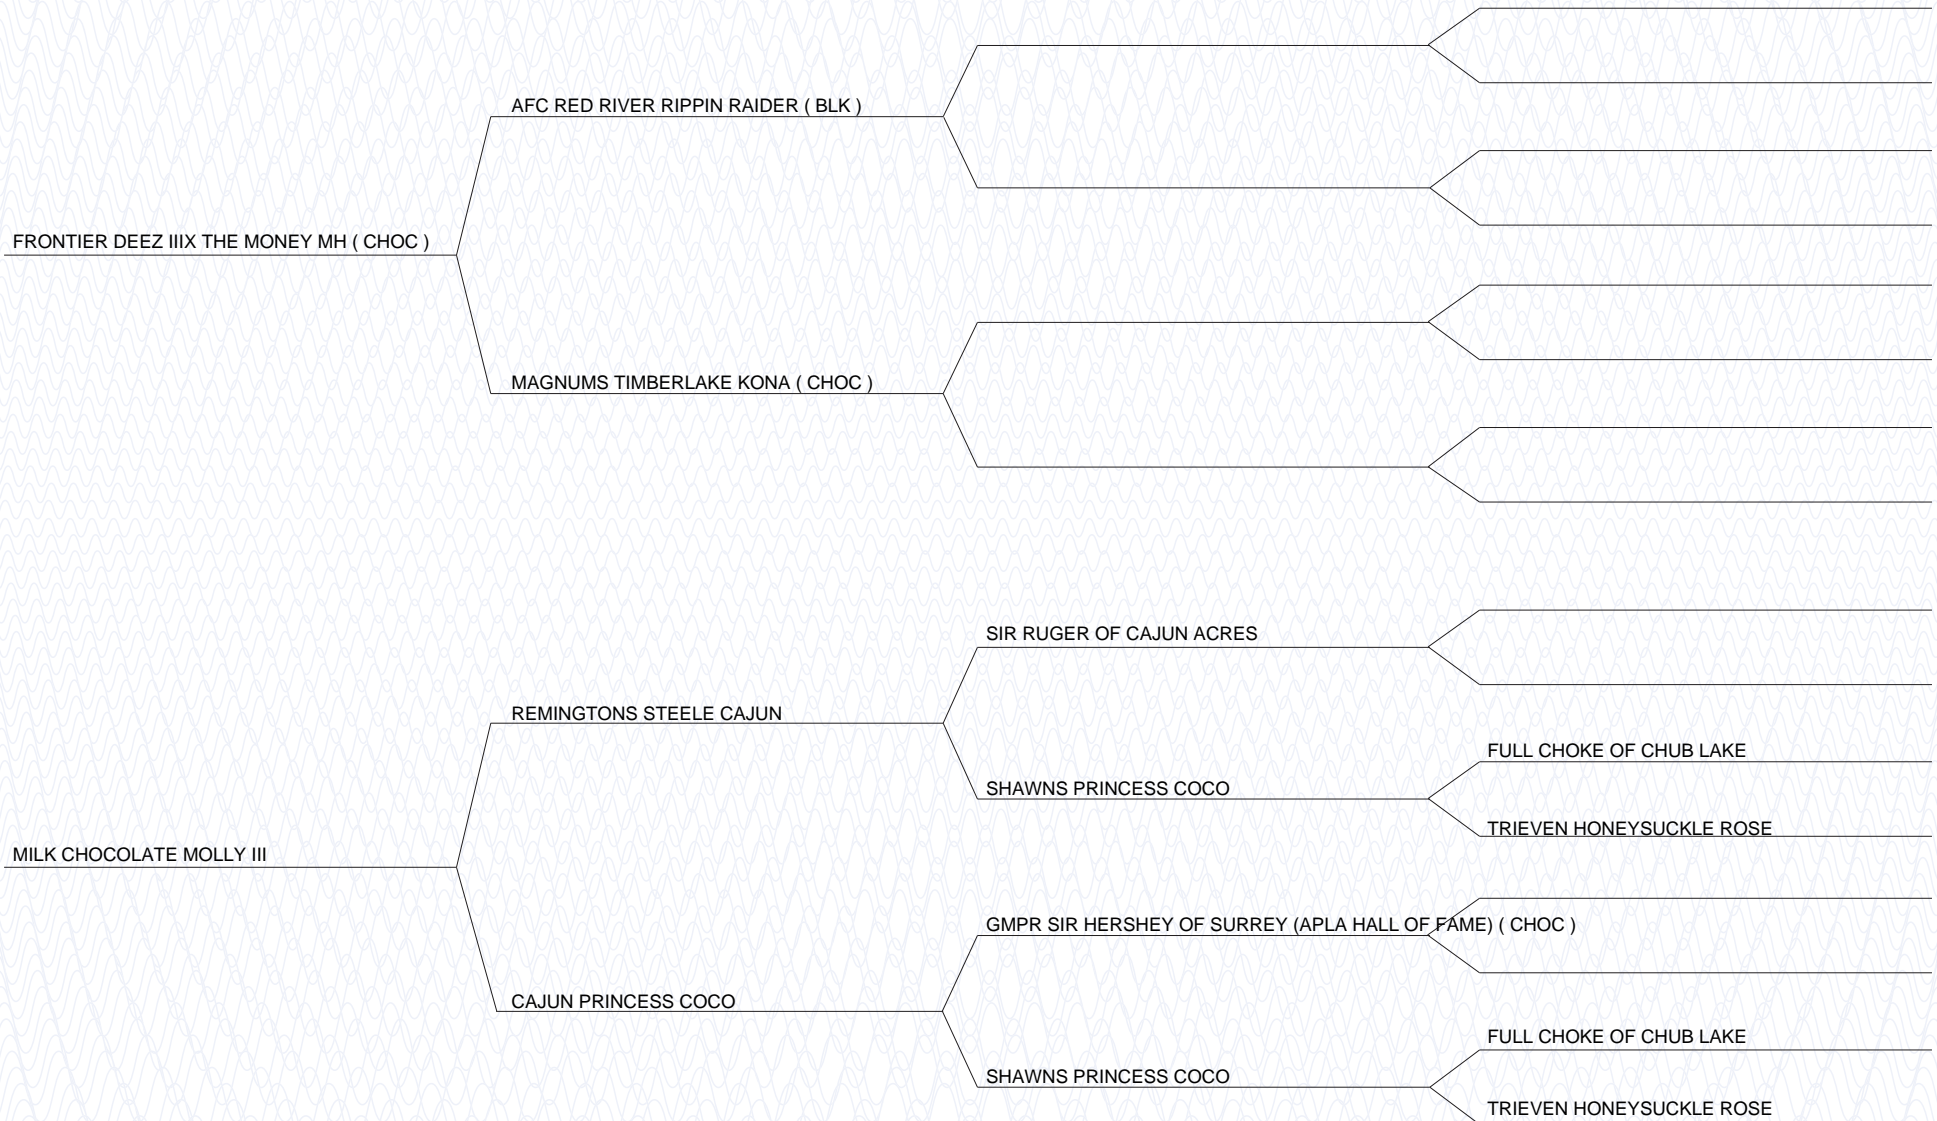 AFC RED RIVER RIPPIN RAIDER ( BLK )
FRONTIER DEEZ IIIX THE MONEY MH ( CHOC )
MAGNUMS TIMBERLAKE KONA ( CHOC )
SIR RUGER OF CAJUN ACRES
REMINGTONS STEELE CAJUN
FULL CHOKE OF CHUB LAKE
SHAWNS PRINCESS COCO
TRIEVEN HONEYSUCKLE ROSE
MILK CHOCOLATE MOLLY III
GMPR SIR HERSHEY OF SURREY (APLA HALL OF FAME) ( CHOC )
CAJUN PRINCESS COCO
FULL CHOKE OF CHUB LAKE
SHAWNS PRINCESS COCO
TRIEVEN HONEYSUCKLE ROSE